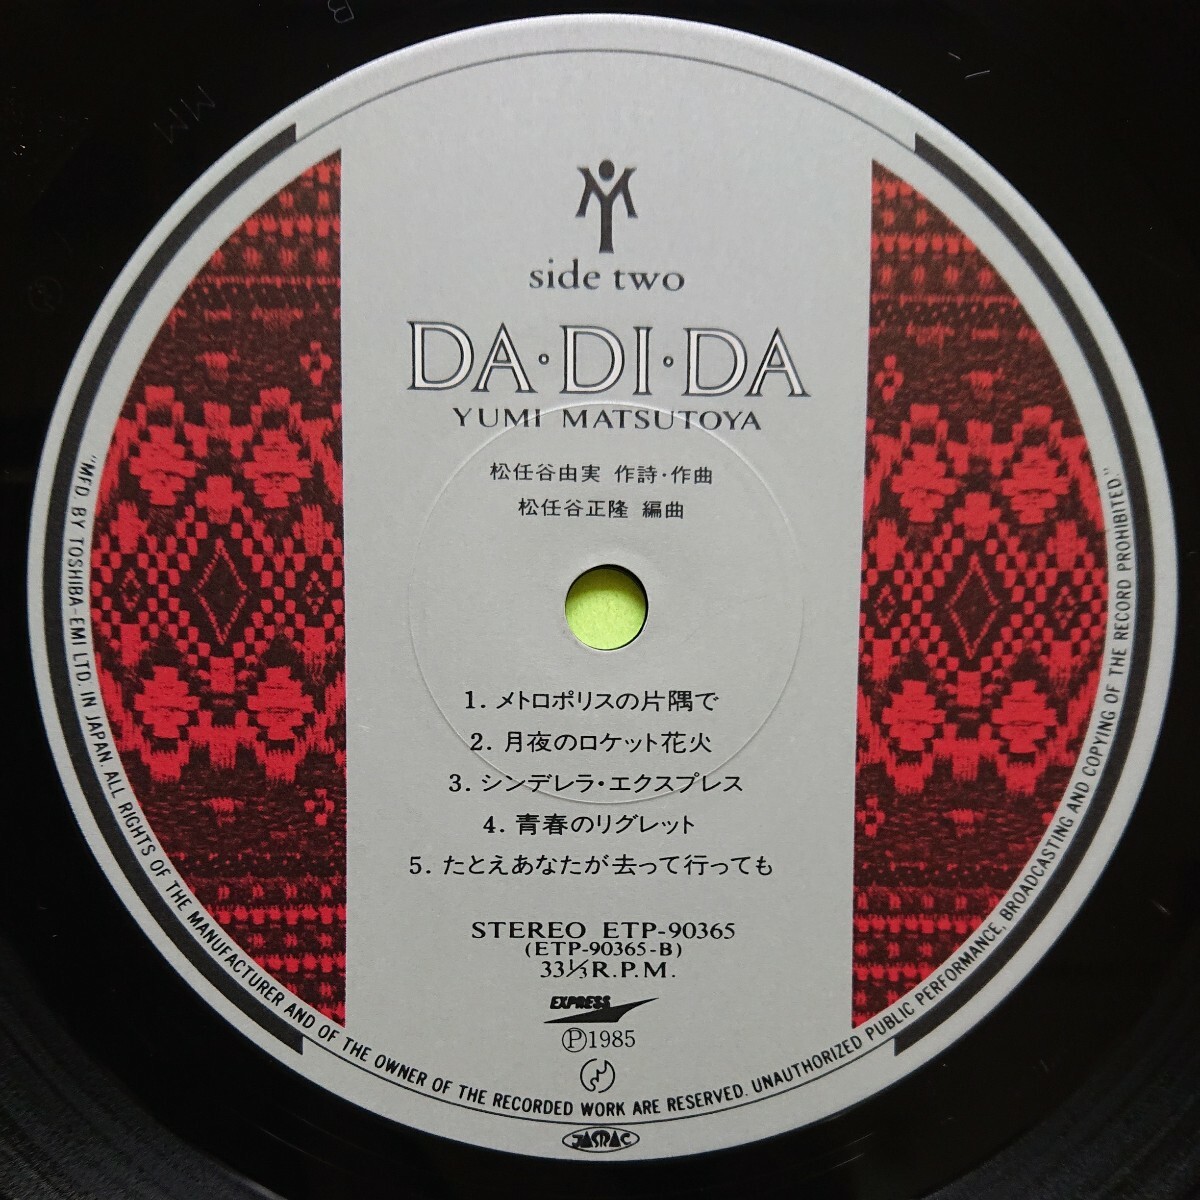 side two
DA・DI・DA
YUMI MATSUTOYA
松任谷由実 作詩・作曲
松任谷正隆 編曲
1. メトロポリスの片隅で
2. 月夜のロケット花火
3. シンデレラ・エクスプレス
4. 青春のリグレット
5. たとえあなたが去って行っても
STEREO ETP-90365
(ETP-90365-B)
33⅓R.P.M.
EXPRESS
Ⓟ1985
"MFD BY TOSHIBA-EMI LTD. IN JAPAN. ALL RIGHTS OF THE MANUFACTURER AND OF THE OWNER OF THE RECORDED WORK ARE RESERVED. UNAUTHORIZED PUBLIC PERFORMANCE, BROADCASTING AND COPYING OF THE RECORD PROHIBITED."
JASRAC